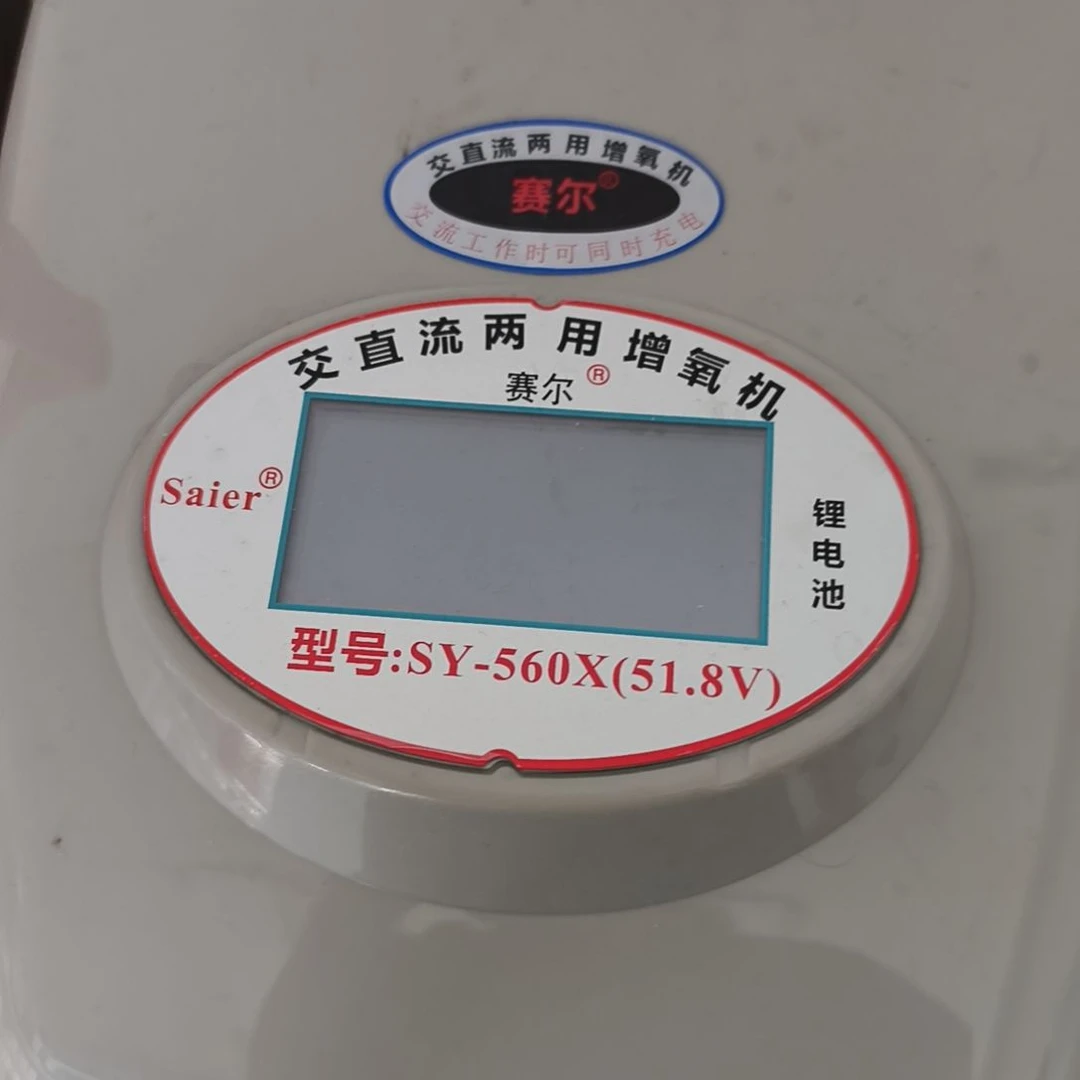 交直流两用增氧机
赛尔®
交流工作时可同时充电
交直流两用增氧机
赛尔®
Saier®
锂电池
型号:SY-560X(51.8V)